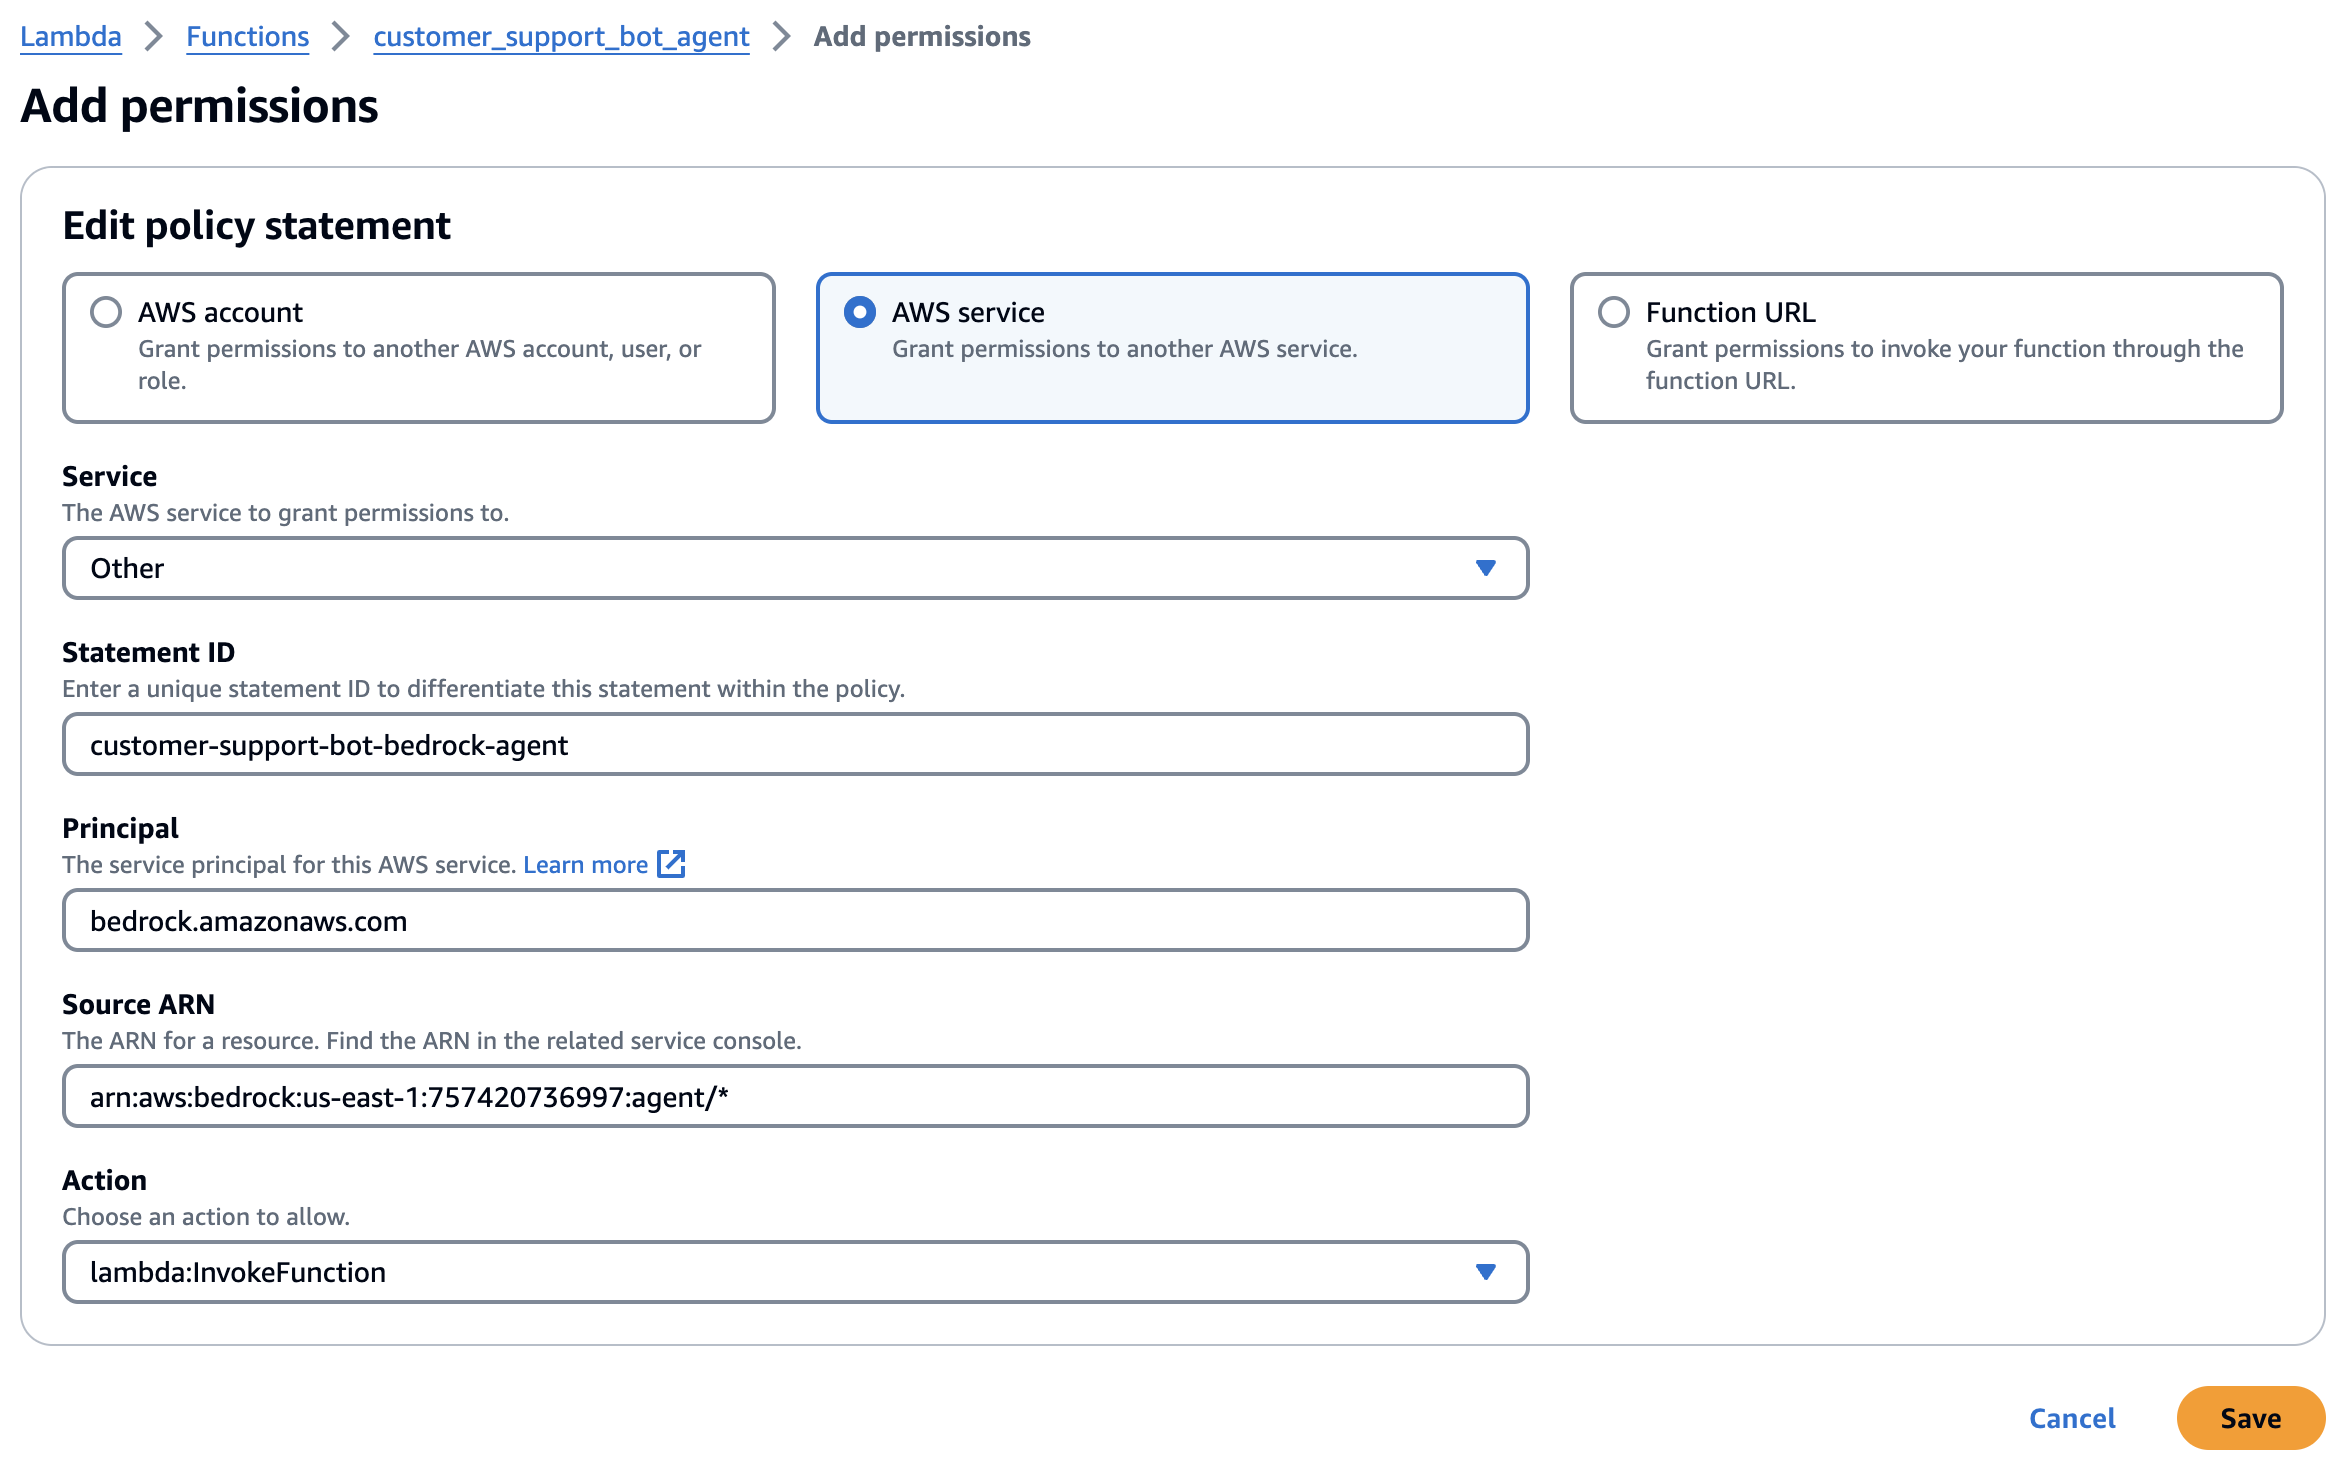 Lambda > Functions > customer_support_bot_agent > Add permissions
Add permissions
Edit policy statement
AWS account
Grant permissions to another AWS account, user, or
role.
AWS service
Grant permissions to another AWS service.
Function URL
Grant permissions to invoke your function through the
function URL.
Service
The AWS service to grant permissions to.
Other
Statement ID
Enter a unique statement ID to differentiate this statement within the policy.
customer-support-bot-bedrock-agent
Principal
The service principal for this AWS service. Learn more
bedrock.amazonaws.com
Source ARN
The ARN for a resource. Find the ARN in the related service console.
arn:aws:bedrock:us-east-1:757420736997:agent/*
Action
Choose an action to allow.
lambda:InvokeFunction
Cancel Save